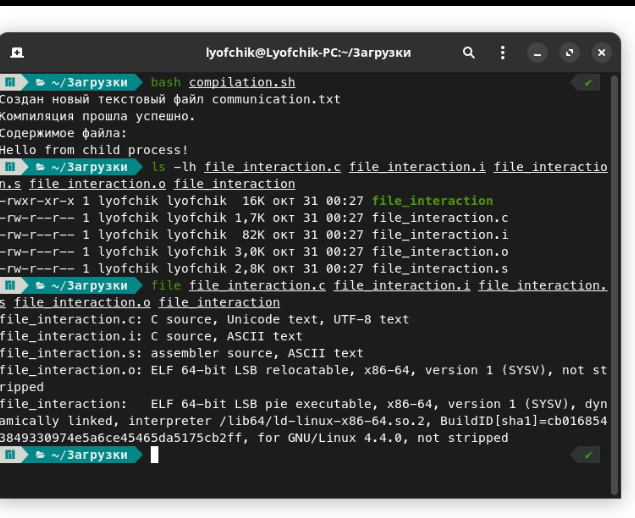 lyofchik@Lyofchik-PC:~/Загрузки
~/Загрузки bash compilation.sh ✓
Создан новый текстовый файл communication.txt
Компиляция прошла успешно.
Содержимое файла:
Hello from child process!
~/Загрузки ls -lh file_interaction.c file_interaction.i file_interactio
n.s file_interaction.o file_interaction
-rwxr-xr-x 1 lyofchik lyofchik  16K окт 31 00:27 file_interaction
-rw-r--r-- 1 lyofchik lyofchik 1,7K окт 31 00:27 file_interaction.c
-rw-r--r-- 1 lyofchik lyofchik  82K окт 31 00:27 file_interaction.i
-rw-r--r-- 1 lyofchik lyofchik 3,0K окт 31 00:27 file_interaction.o
-rw-r--r-- 1 lyofchik lyofchik 2,8K окт 31 00:27 file_interaction.s
~/Загрузки file file_interaction.c file_interaction.i file_interaction.
s file_interaction.o file_interaction
file_interaction.c: C source, Unicode text, UTF-8 text
file_interaction.i: C source, ASCII text
file_interaction.s: assembler source, ASCII text
file_interaction.o: ELF 64-bit LSB relocatable, x86-64, version 1 (SYSV), not st
ripped
file_interaction:   ELF 64-bit LSB pie executable, x86-64, version 1 (SYSV), dyn
amically linked, interpreter /lib64/ld-linux-x86-64.so.2, BuildID[sha1]=cb016854
3849330974e5a6ce45465da5175cb2ff, for GNU/Linux 4.4.0, not stripped
~/Загрузки ✓